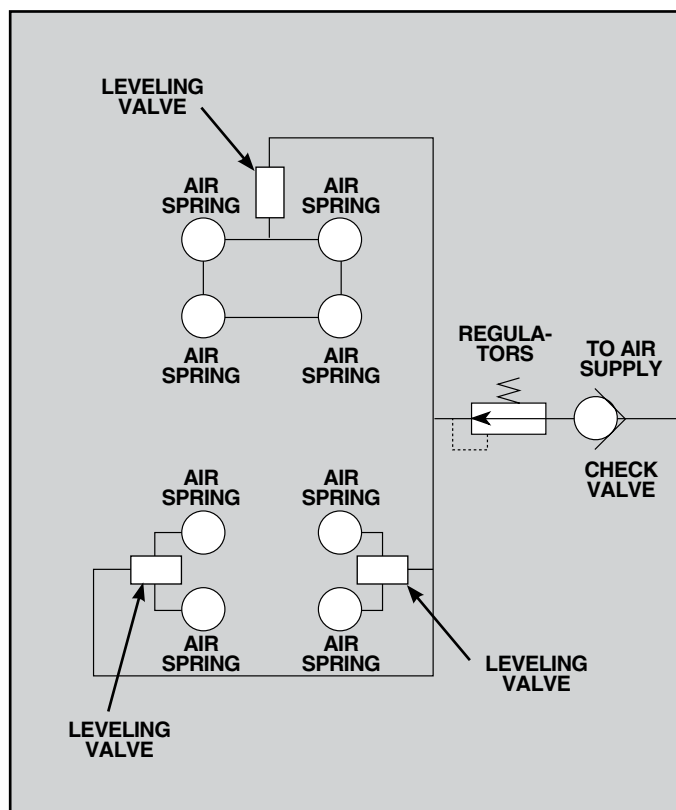 LEVELING
VALVE
AIR
SPRING
AIR
SPRING
AIR
SPRING
AIR
SPRING
REGULA-
TORS
TO AIR
SUPPLY
CHECK
VALVE
AIR
SPRING
AIR
SPRING
AIR
SPRING
AIR
SPRING
LEVELING
VALVE
LEVELING
VALVE